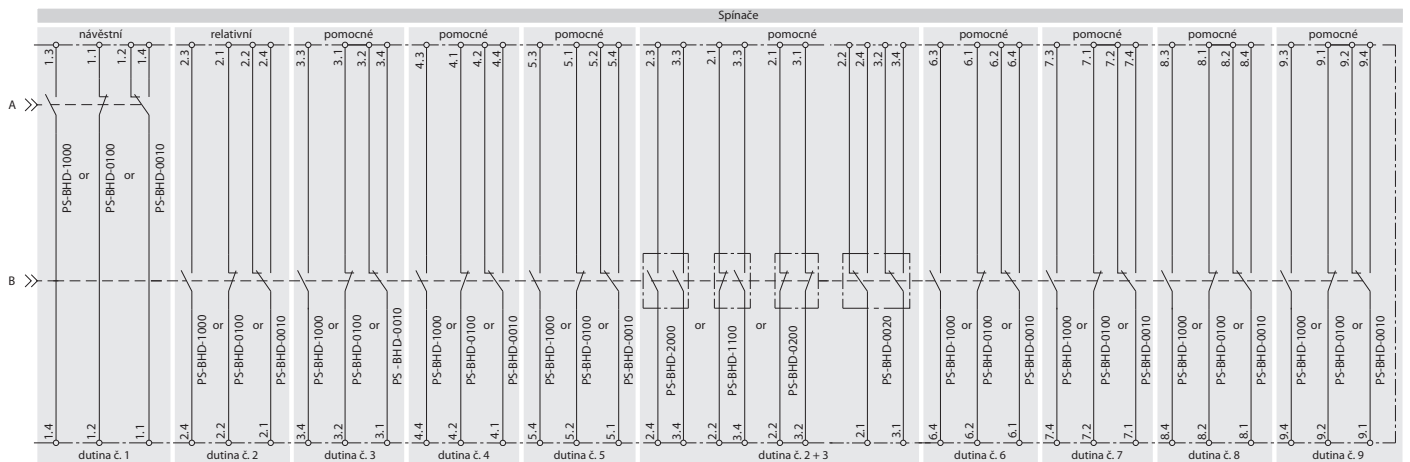 Spínače
návěstní relativní pomocné pomocné pomocné pomocné pomocné pomocné pomocné pomocné
1.3 1.1 1.2 1.4 2.3 2.1 2.2 2.4 3.3 3.1 3.2 3.4 4.3 4.1 4.2 4.4 5.3 5.1 5.2 5.4 2.3 3.3 2.1 3.3 2.1 3.1 2.2 2.4 3.2 3.4 6.3 6.1 6.2 6.4 7.3 7.1 7.2 7.4 8.3 8.1 8.2 8.4 9.3 9.1 9.2 9.4
A
PS-BHD-1000 or PS-BHD-0100 or PS-BHD-0010
B
PS-BHD-1000 or PS-BHD-0100 or PS-BHD-0010 PS-BHD-1000 or PS-BHD-0100 or PS-BHD-0010 PS-BHD-1000 or PS-BHD-0100 or PS-BHD-0010 PS-BHD-1000 or PS-BHD-0100 or PS-BHD-0010 PS-BHD-2000 or PS-BHD-1100 or PS-BHD-0200 or PS-BHD-0020 PS-BHD-1000 or PS-BHD-0100 or PS-BHD-0010 PS-BHD-1000 or PS-BHD-0100 or PS-BHD-0010 PS-BHD-1000 or PS-BHD-0100 or PS-BHD-0010 PS-BHD-1000 or PS-BHD-0100 or PS-BHD-0010
1.4 1.2 1.1 2.4 2.2 2.1 3.4 3.2 3.1 4.4 4.2 4.1 5.4 5.2 5.1 2.4 3.4 2.2 3.4 2.2 3.2 2.1 3.1 6.4 6.2 6.1 7.4 7.2 7.1 8.4 8.2 8.1 9.4 9.2 9.1
dutina č. 1 dutina č. 2 dutina č. 3 dutina č. 4 dutina č. 5 dutina č. 2 + 3 dutina č. 6 dutina č. 7 dutina č. 8 dutina č. 9